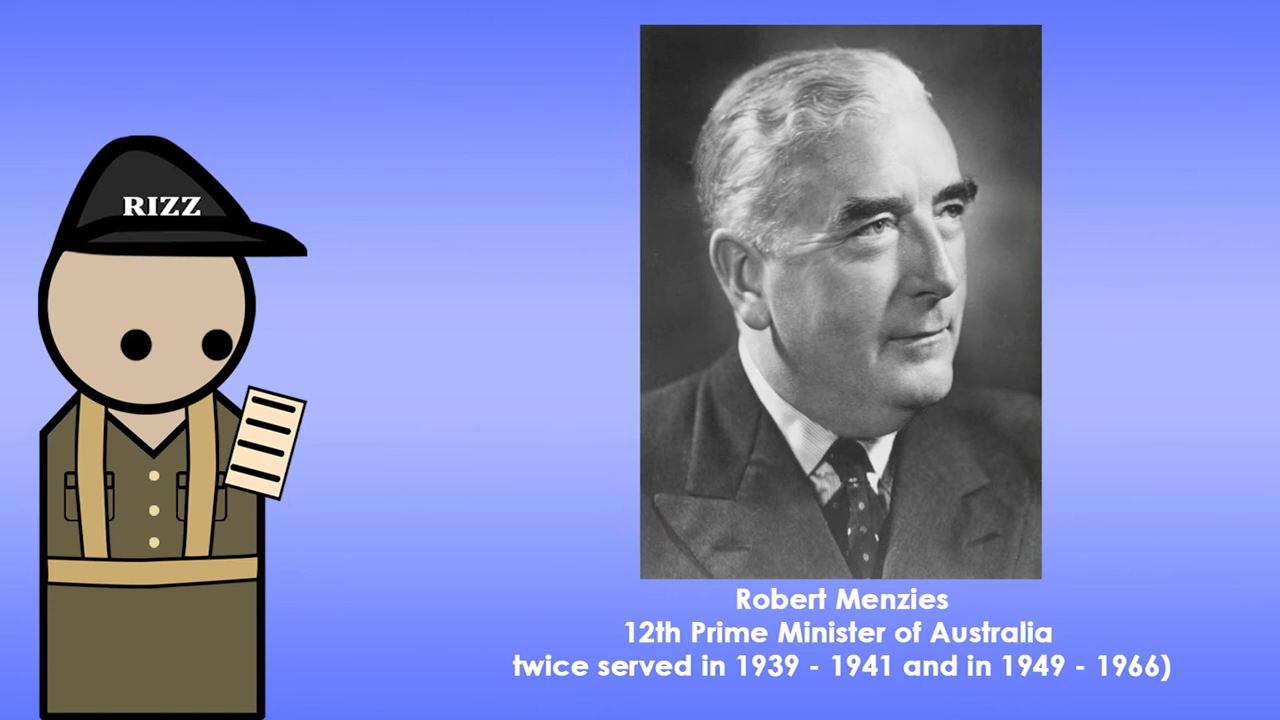 RIZZ
Robert Menzies
12th Prime Minister of Australia
twice served in 1939 - 1941 and in 1949 - 1966)